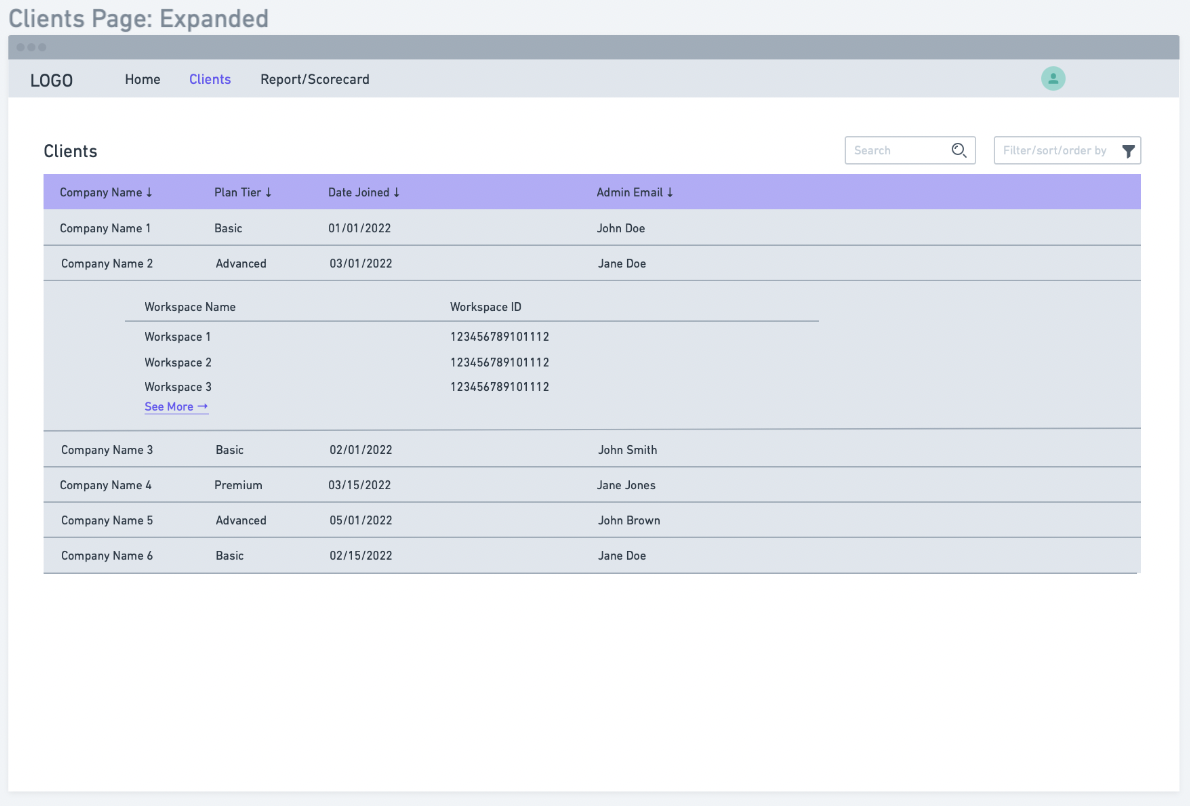 Clients Page: Expanded
LOGO Home Clients Report/Scorecard
Clients Search Filter/sort/order by
Company Name ↓ Plan Tier ↓ Date Joined ↓ Admin Email ↓
Company Name 1 Basic 01/01/2022 John Doe
Company Name 2 Advanced 03/01/2022 Jane Doe
Workspace Name Workspace ID
Workspace 1 123456789101112
Workspace 2 123456789101112
Workspace 3 123456789101112
See More →
Company Name 3 Basic 02/01/2022 John Smith
Company Name 4 Premium 03/15/2022 Jane Jones
Company Name 5 Advanced 05/01/2022 John Brown
Company Name 6 Basic 02/15/2022 Jane Doe